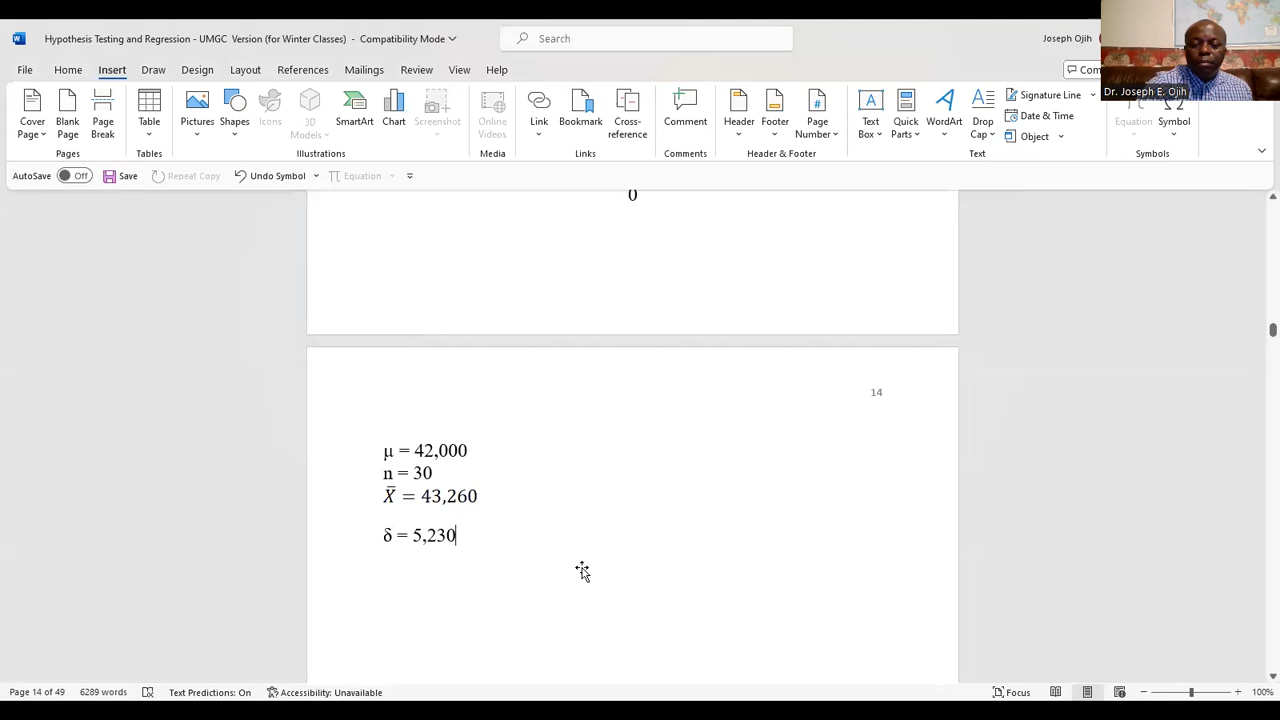 Hypothesis Testing and Regression - UMGC Version (for Winter Classes) - Compatibility Mode
Search
Joseph Ojih
File Home Insert Draw Design Layout References Mailings Review View Help
Com
Dr. Joseph E. Ojih
Cover Page
Blank Page
Page Break
Table
Pictures
Shapes
Icons
3D Models
SmartArt
Chart
Screenshot
Online Videos
Link
Bookmark
Cross-reference
Comment
Header
Footer
Page Number
Text Box
Quick Parts
WordArt
Drop Cap
Signature Line
Date & Time
Object
Equation
Symbol
Pages Tables Illustrations Media Links Comments Header & Footer Text Symbols
AutoSave Off Save Repeat Copy Undo Symbol Equation
0
14
μ = 42,000
n = 30
X̄ = 43,260
δ = 5,230
Page 14 of 49 6289 words Text Predictions: On Accessibility: Unavailable Focus 100%